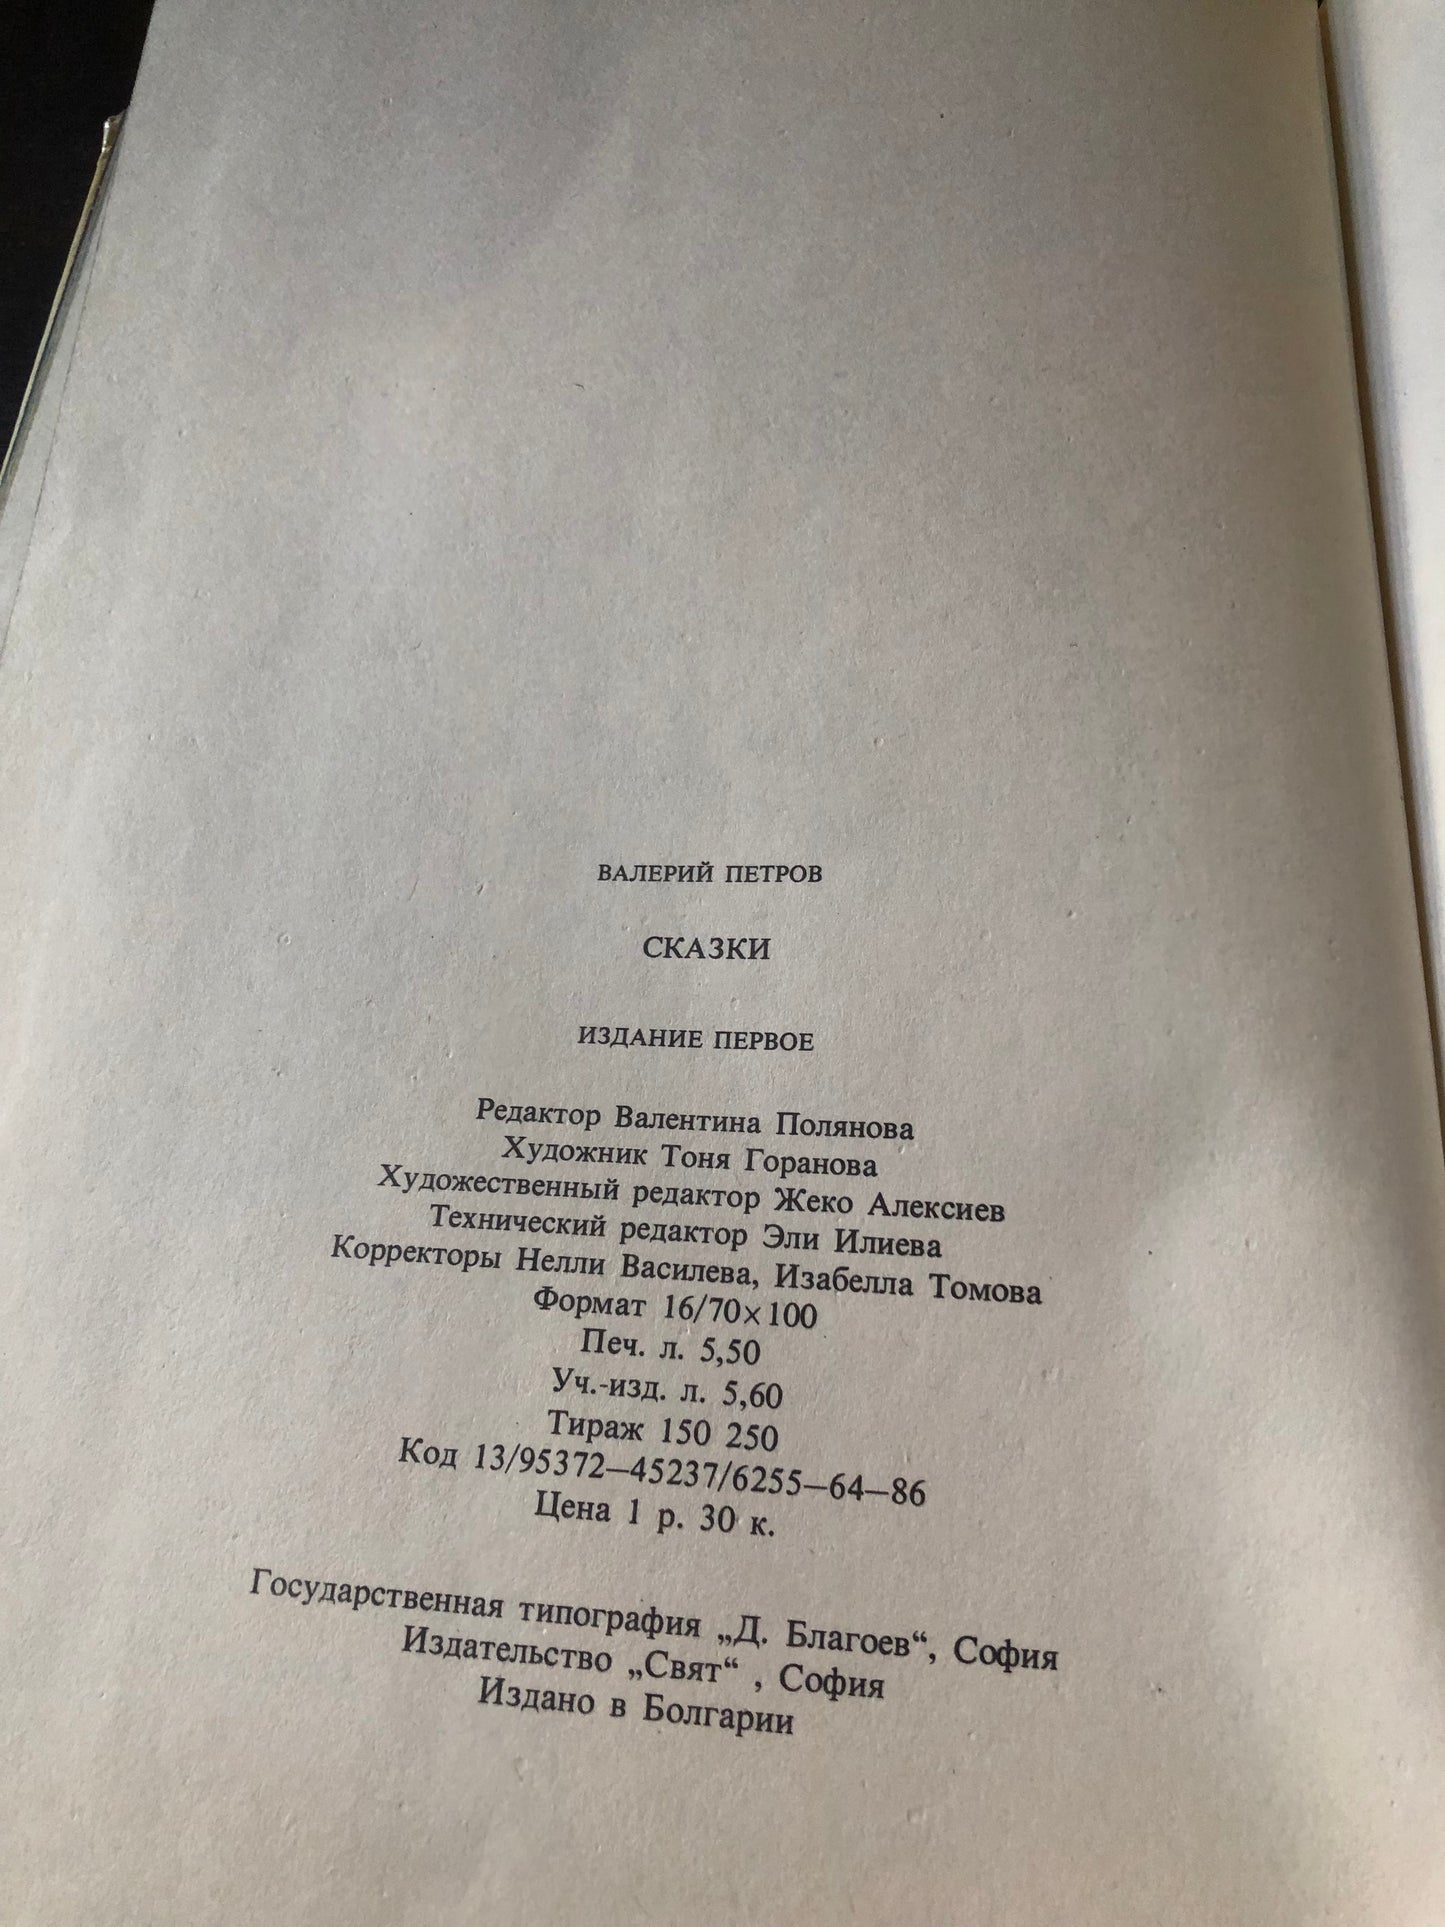 ВАЛЕРИЙ ПЕТРОВ
СКАЗКИ
ИЗДАНИЕ ПЕРВОЕ
Редактор Валентина Полянова
Художник Тоня Горанова
Художественный редактор Жеко Алексиев
Технический редактор Эли Илиева
Корректоры Нелли Василева, Изабелла Томова
Формат 16/70×100
Печ. л. 5,50
Уч.-изд. л. 5,60
Тираж 150 250
Код 13/95372—45237/6255—64—86
Цена 1 р. 30 к.
Государственная типография „Д. Благоев“, София
Издательство „Свят“ , София
Издано в Болгарии